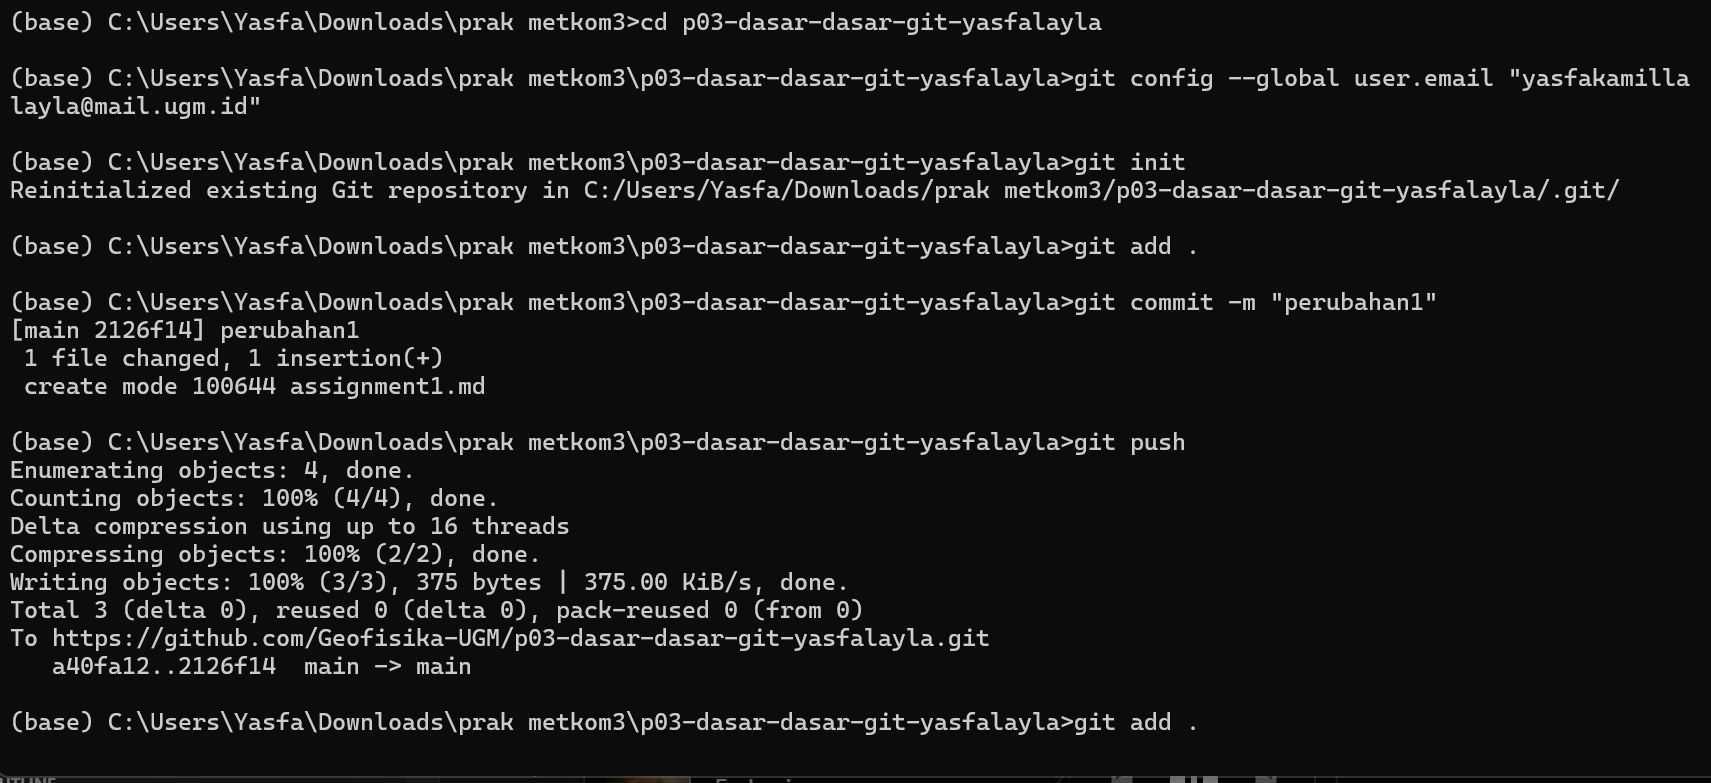 (base) C:\Users\Yasfa\Downloads\prak metkom3>cd p03-dasar-dasar-git-yasfalayla
(base) C:\Users\Yasfa\Downloads\prak metkom3\p03-dasar-dasar-git-yasfalayla>git config --global user.email "yasfakamilla
layla@mail.ugm.id"
(base) C:\Users\Yasfa\Downloads\prak metkom3\p03-dasar-dasar-git-yasfalayla>git init
Reinitialized existing Git repository in C:/Users/Yasfa/Downloads/prak metkom3/p03-dasar-dasar-git-yasfalayla/.git/
(base) C:\Users\Yasfa\Downloads\prak metkom3\p03-dasar-dasar-git-yasfalayla>git add .
(base) C:\Users\Yasfa\Downloads\prak metkom3\p03-dasar-dasar-git-yasfalayla>git commit -m "perubahan1"
[main 2126f14] perubahan1
 1 file changed, 1 insertion(+)
 create mode 100644 assignment1.md
(base) C:\Users\Yasfa\Downloads\prak metkom3\p03-dasar-dasar-git-yasfalayla>git push
Enumerating objects: 4, done.
Counting objects: 100% (4/4), done.
Delta compression using up to 16 threads
Compressing objects: 100% (2/2), done.
Writing objects: 100% (3/3), 375 bytes | 375.00 KiB/s, done.
Total 3 (delta 0), reused 0 (delta 0), pack-reused 0 (from 0)
To https://github.com/Geofisika-UGM/p03-dasar-dasar-git-yasfalayla.git
   a40fa12..2126f14  main -> main
(base) C:\Users\Yasfa\Downloads\prak metkom3\p03-dasar-dasar-git-yasfalayla>git add .